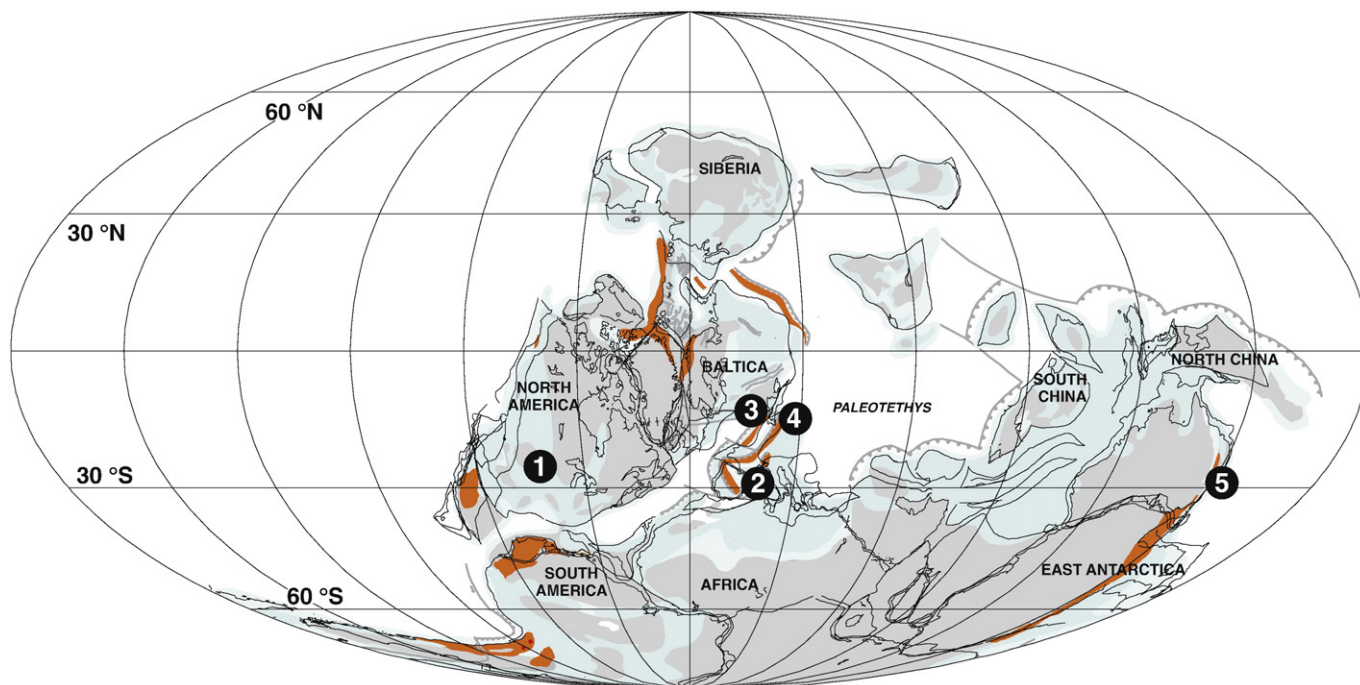 60 °N
SIBERIA
30 °N
NORTH CHINA
BALTICA
NORTH
AMERICA
SOUTH
CHINA
PALEOTETHYS
3
4
1
30 °S
2
5
EAST ANTARCTICA
SOUTH
AMERICA
AFRICA
60 °S